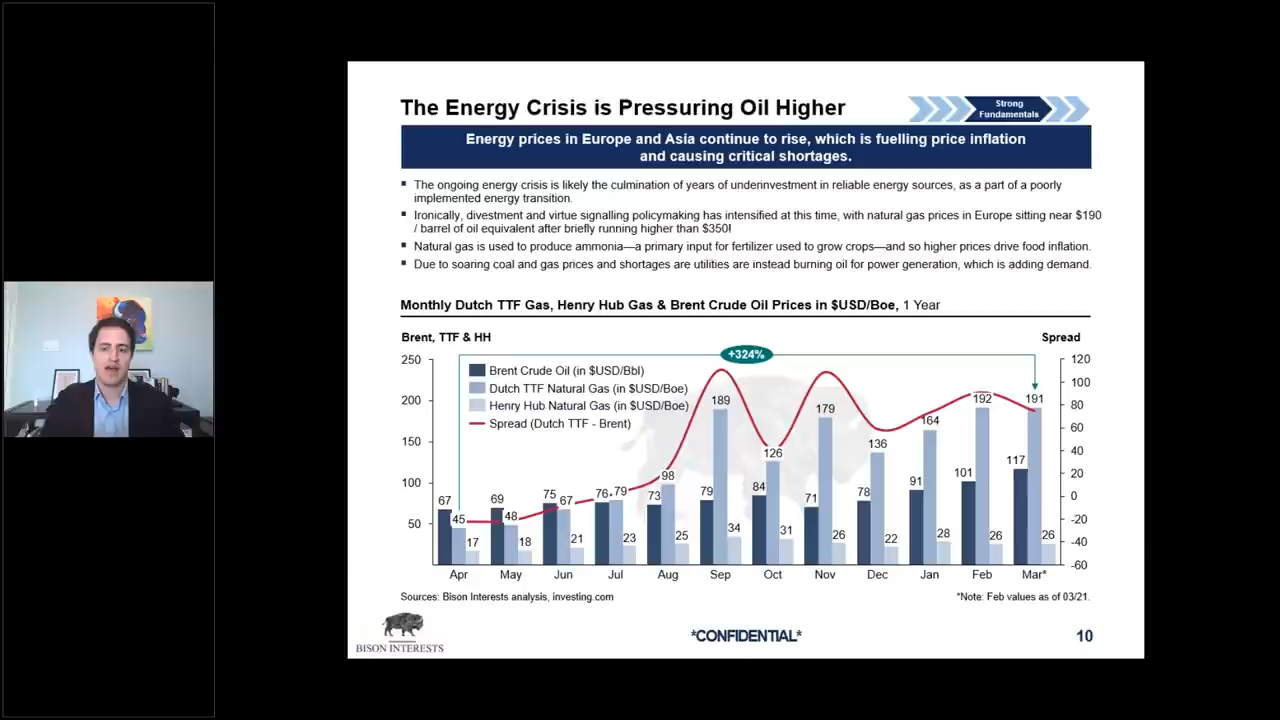 The Energy Crisis is Pressuring Oil Higher
Strong
Fundamentals
Energy prices in Europe and Asia continue to rise, which is fuelling price inflation
and causing critical shortages.
▪ The ongoing energy crisis is likely the culmination of years of underinvestment in reliable energy sources, as a part of a poorly
implemented energy transition.
▪ Ironically, divestment and virtue signalling policymaking has intensified at this time, with natural gas prices in Europe sitting near $190
/ barrel of oil equivalent after briefly running higher than $350!
▪ Natural gas is used to produce ammonia—a primary input for fertilizer used to grow crops—and so higher prices drive food inflation.
▪ Due to soaring coal and gas prices and shortages are utilities are instead burning oil for power generation, which is adding demand.
Monthly Dutch TTF Gas, Henry Hub Gas & Brent Crude Oil Prices in $USD/Boe, 1 Year
Brent, TTF & HH
Spread
+324%
250
200
150
100
50
Brent Crude Oil (in $USD/Bbl)
Dutch TTF Natural Gas (in $USD/Boe)
Henry Hub Natural Gas (in $USD/Boe)
Spread (Dutch TTF - Brent)
67 45 17
69 48 18
75 67 21
76 79 23
73 98 25
79 189 34
84 126 31
71 179 26
78 136 22
91 164 28
101 192 26
117 191 26
120
100
80
60
40
20
0
-20
-40
-60
Apr May Jun Jul Aug Sep Oct Nov Dec Jan Feb Mar*
Sources: Bison Interests analysis, investing.com
*Note: Feb values as of 03/21.
BISON INTERESTS
*CONFIDENTIAL*
10